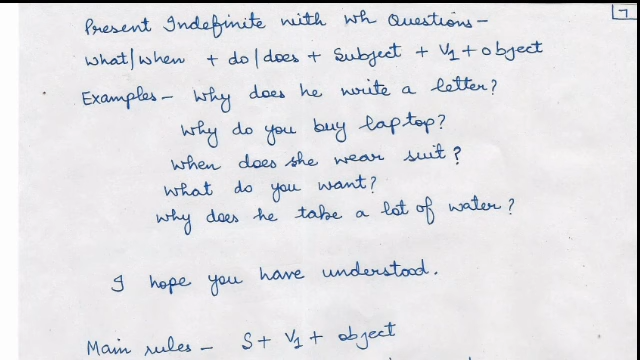 7
Present Indefinite with Wh Questions -
What/when + do/does + Subject + V1 + object
Examples - Why does he write a letter?
Why do you buy laptop?
When does she wear suit?
What do you want?
Why does he take a lot of water?
I hope you have understood.
Main rules - S + V1 + object